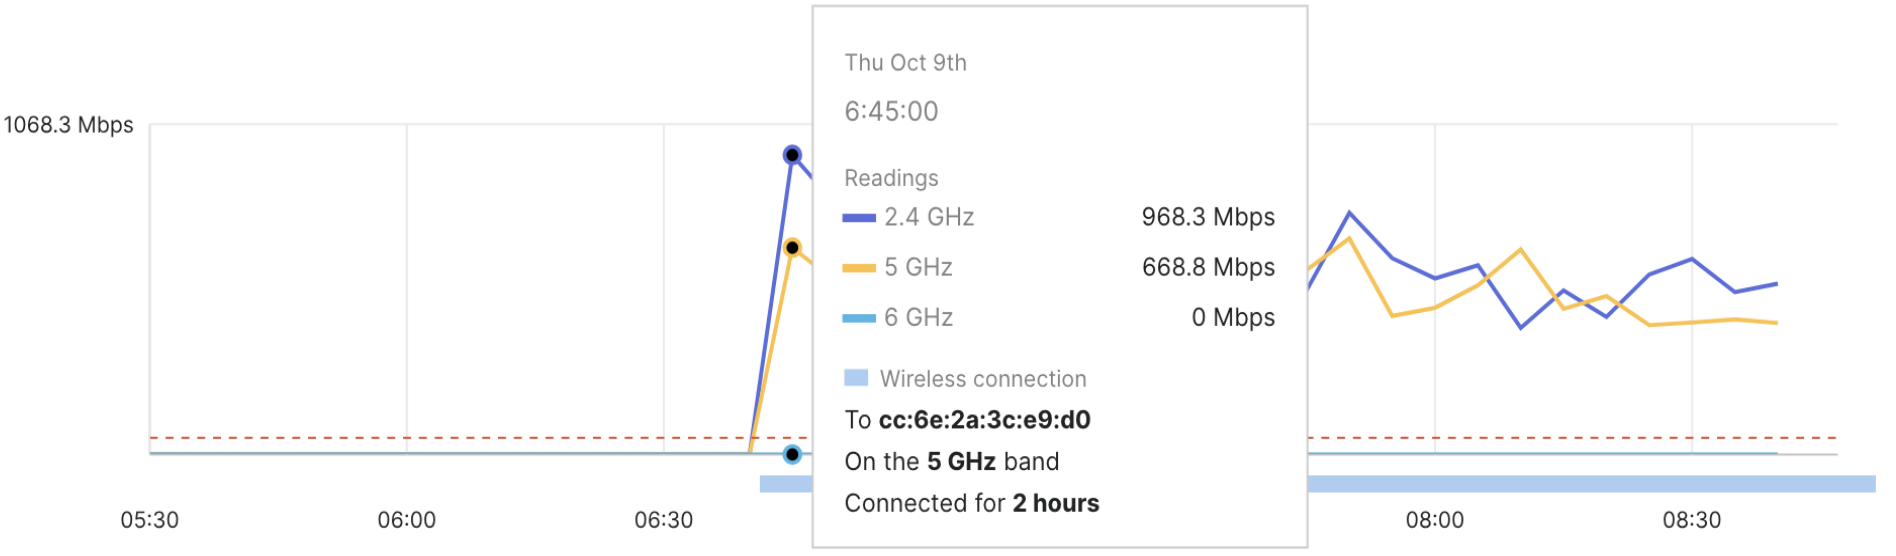 Thu Oct 9th
6:45:00
1068.3 Mbps
Readings
2.4 GHz 968.3 Mbps
5 GHz 668.8 Mbps
6 GHz 0 Mbps
Wireless connection
To cc:6e:2a:3c:e9:d0
On the 5 GHz band
Connected for 2 hours
05:30 06:00 06:30 08:00 08:30